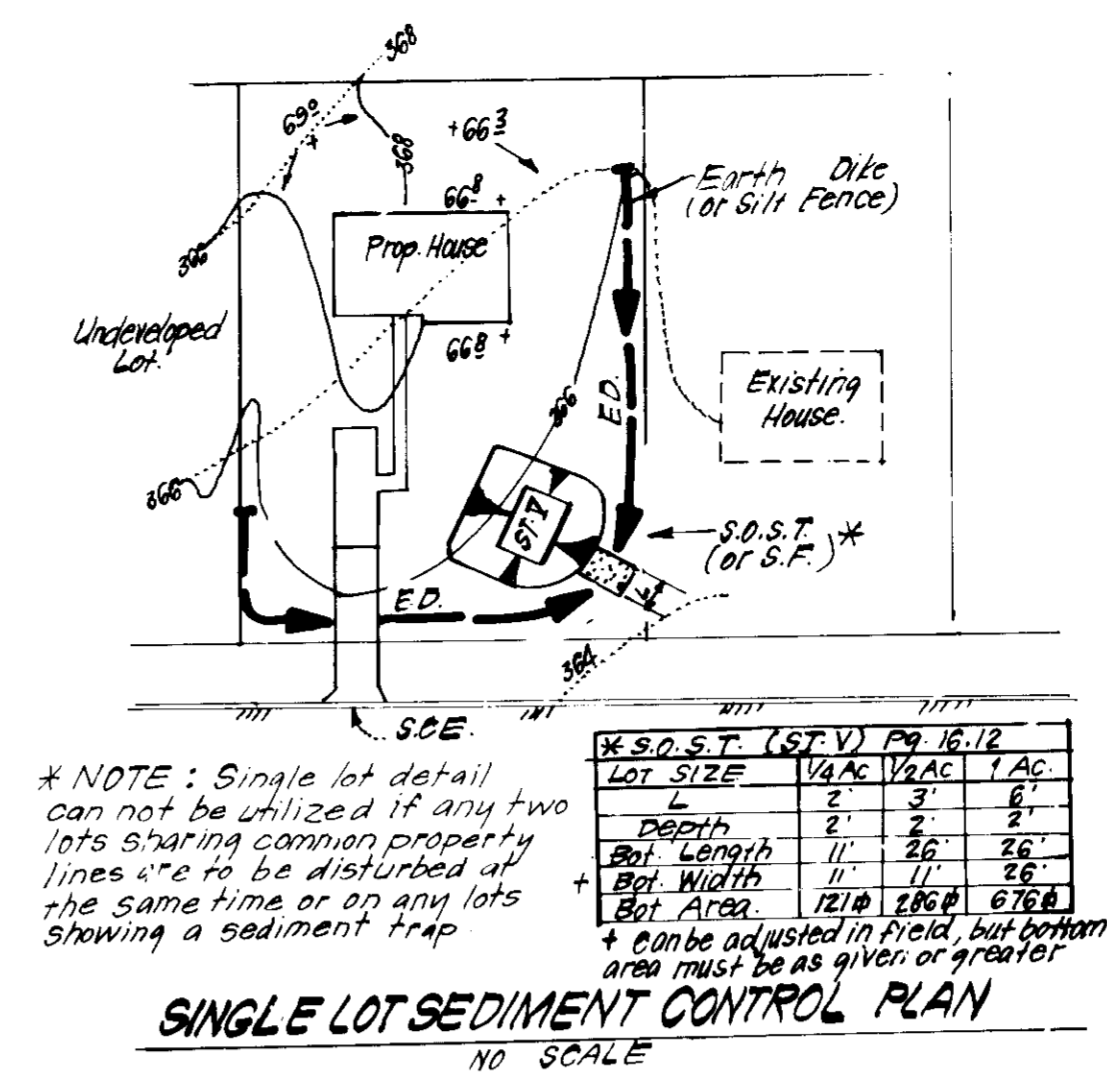 368
69⁰
+
+66 3
368
66⁸ +
Earth Dike
(or Silt Fence)
366
Prop. House
Undeveloped
Lot.
66⁸ +
Existing
House.
366
E.D.
366
ST. V
S.O.S.T. *
(or S.F.)
E.D.
L
364
S.C.E.
* NOTE : Single lot detail
can not be utilized if any two
lots sharing common property
lines are to be disturbed at
the same time or on any lots
showing a sediment trap
* S.O.S.T. (ST. V) Pg. 16.12
LOT SIZE 1/4 AC 1/2 AC 1 AC.
L 2' 3' 6'
Depth 2' 2' 2'
Bot. Length 11' 26' 26'
+ Bot. Width 11' 11' 26'
Bot Area. 121⌽ 286⌽ 676⌽
+ can be adjusted in field, but bottom
area must be as given or greater
SINGLE LOT SEDIMENT CONTROL PLAN
NO SCALE